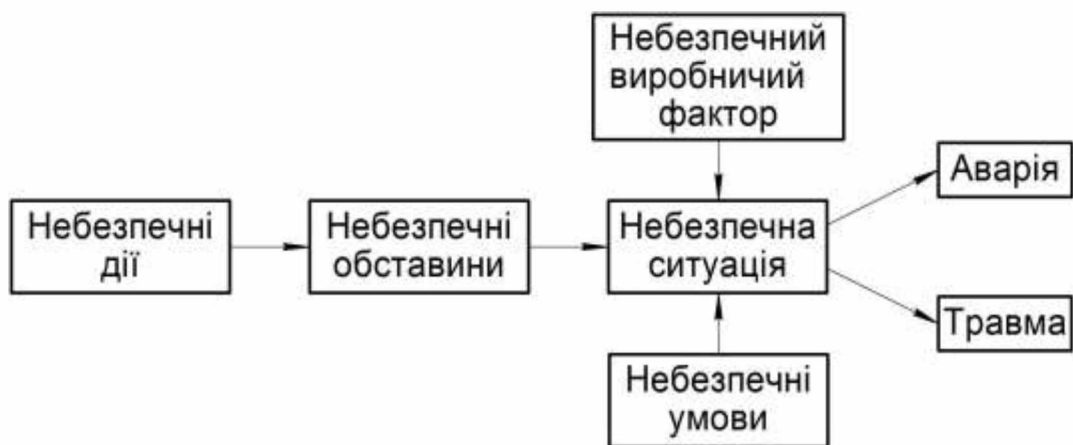 Небезпечний
виробничий
фактор
Аварія
Небезпечні
дії
Небезпечні
обставини
Небезпечна
ситуація
Травма
Небезпечні
умови